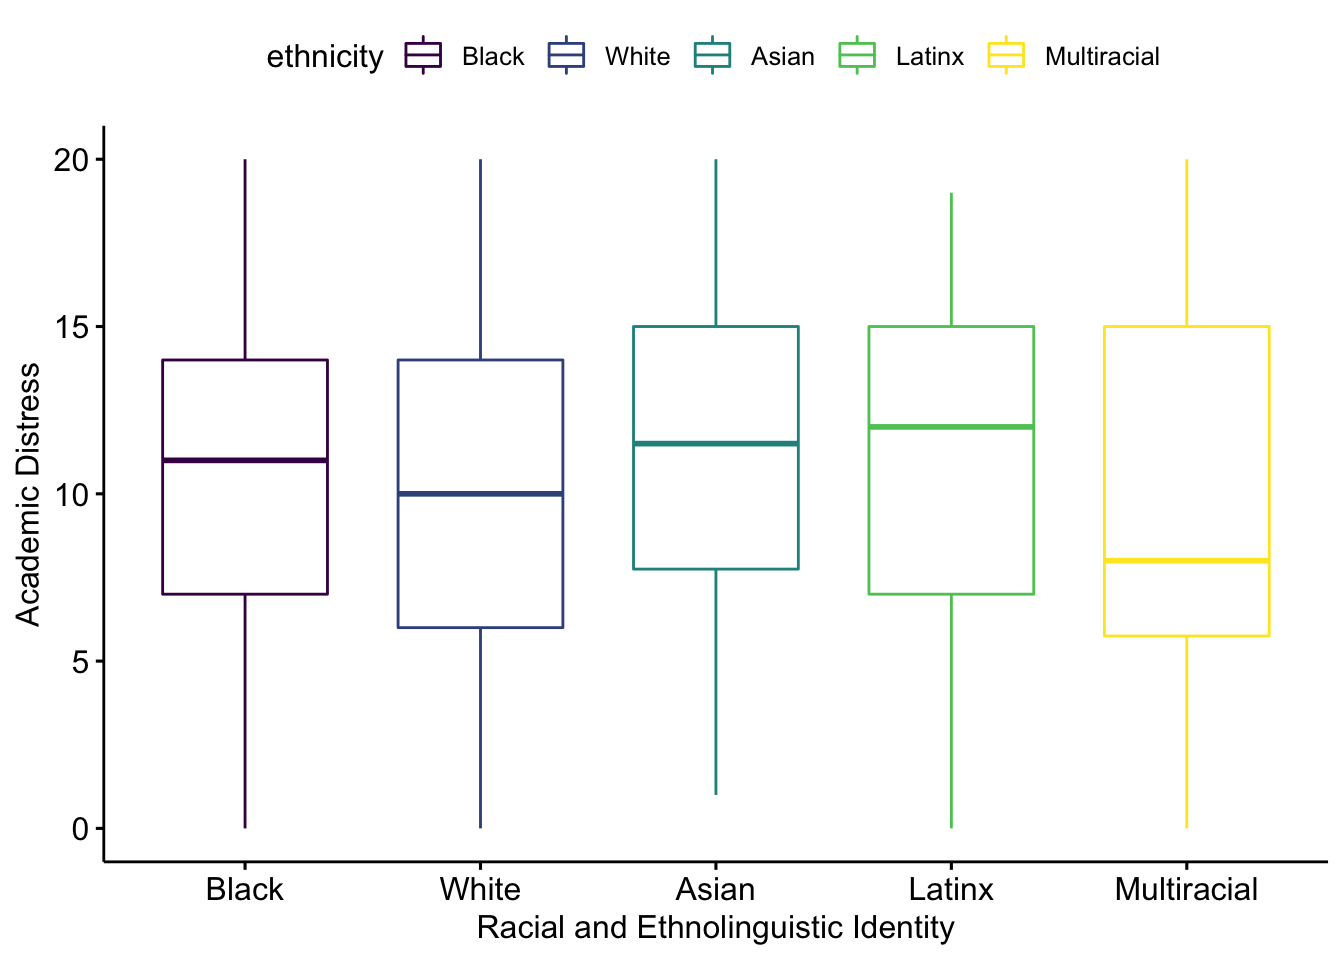 ethnicity Black White Asian Latinx Multiracial
20
15
10
5
0
Academic Distress
Black White Asian Latinx Multiracial
Racial and Ethnolinguistic Identity